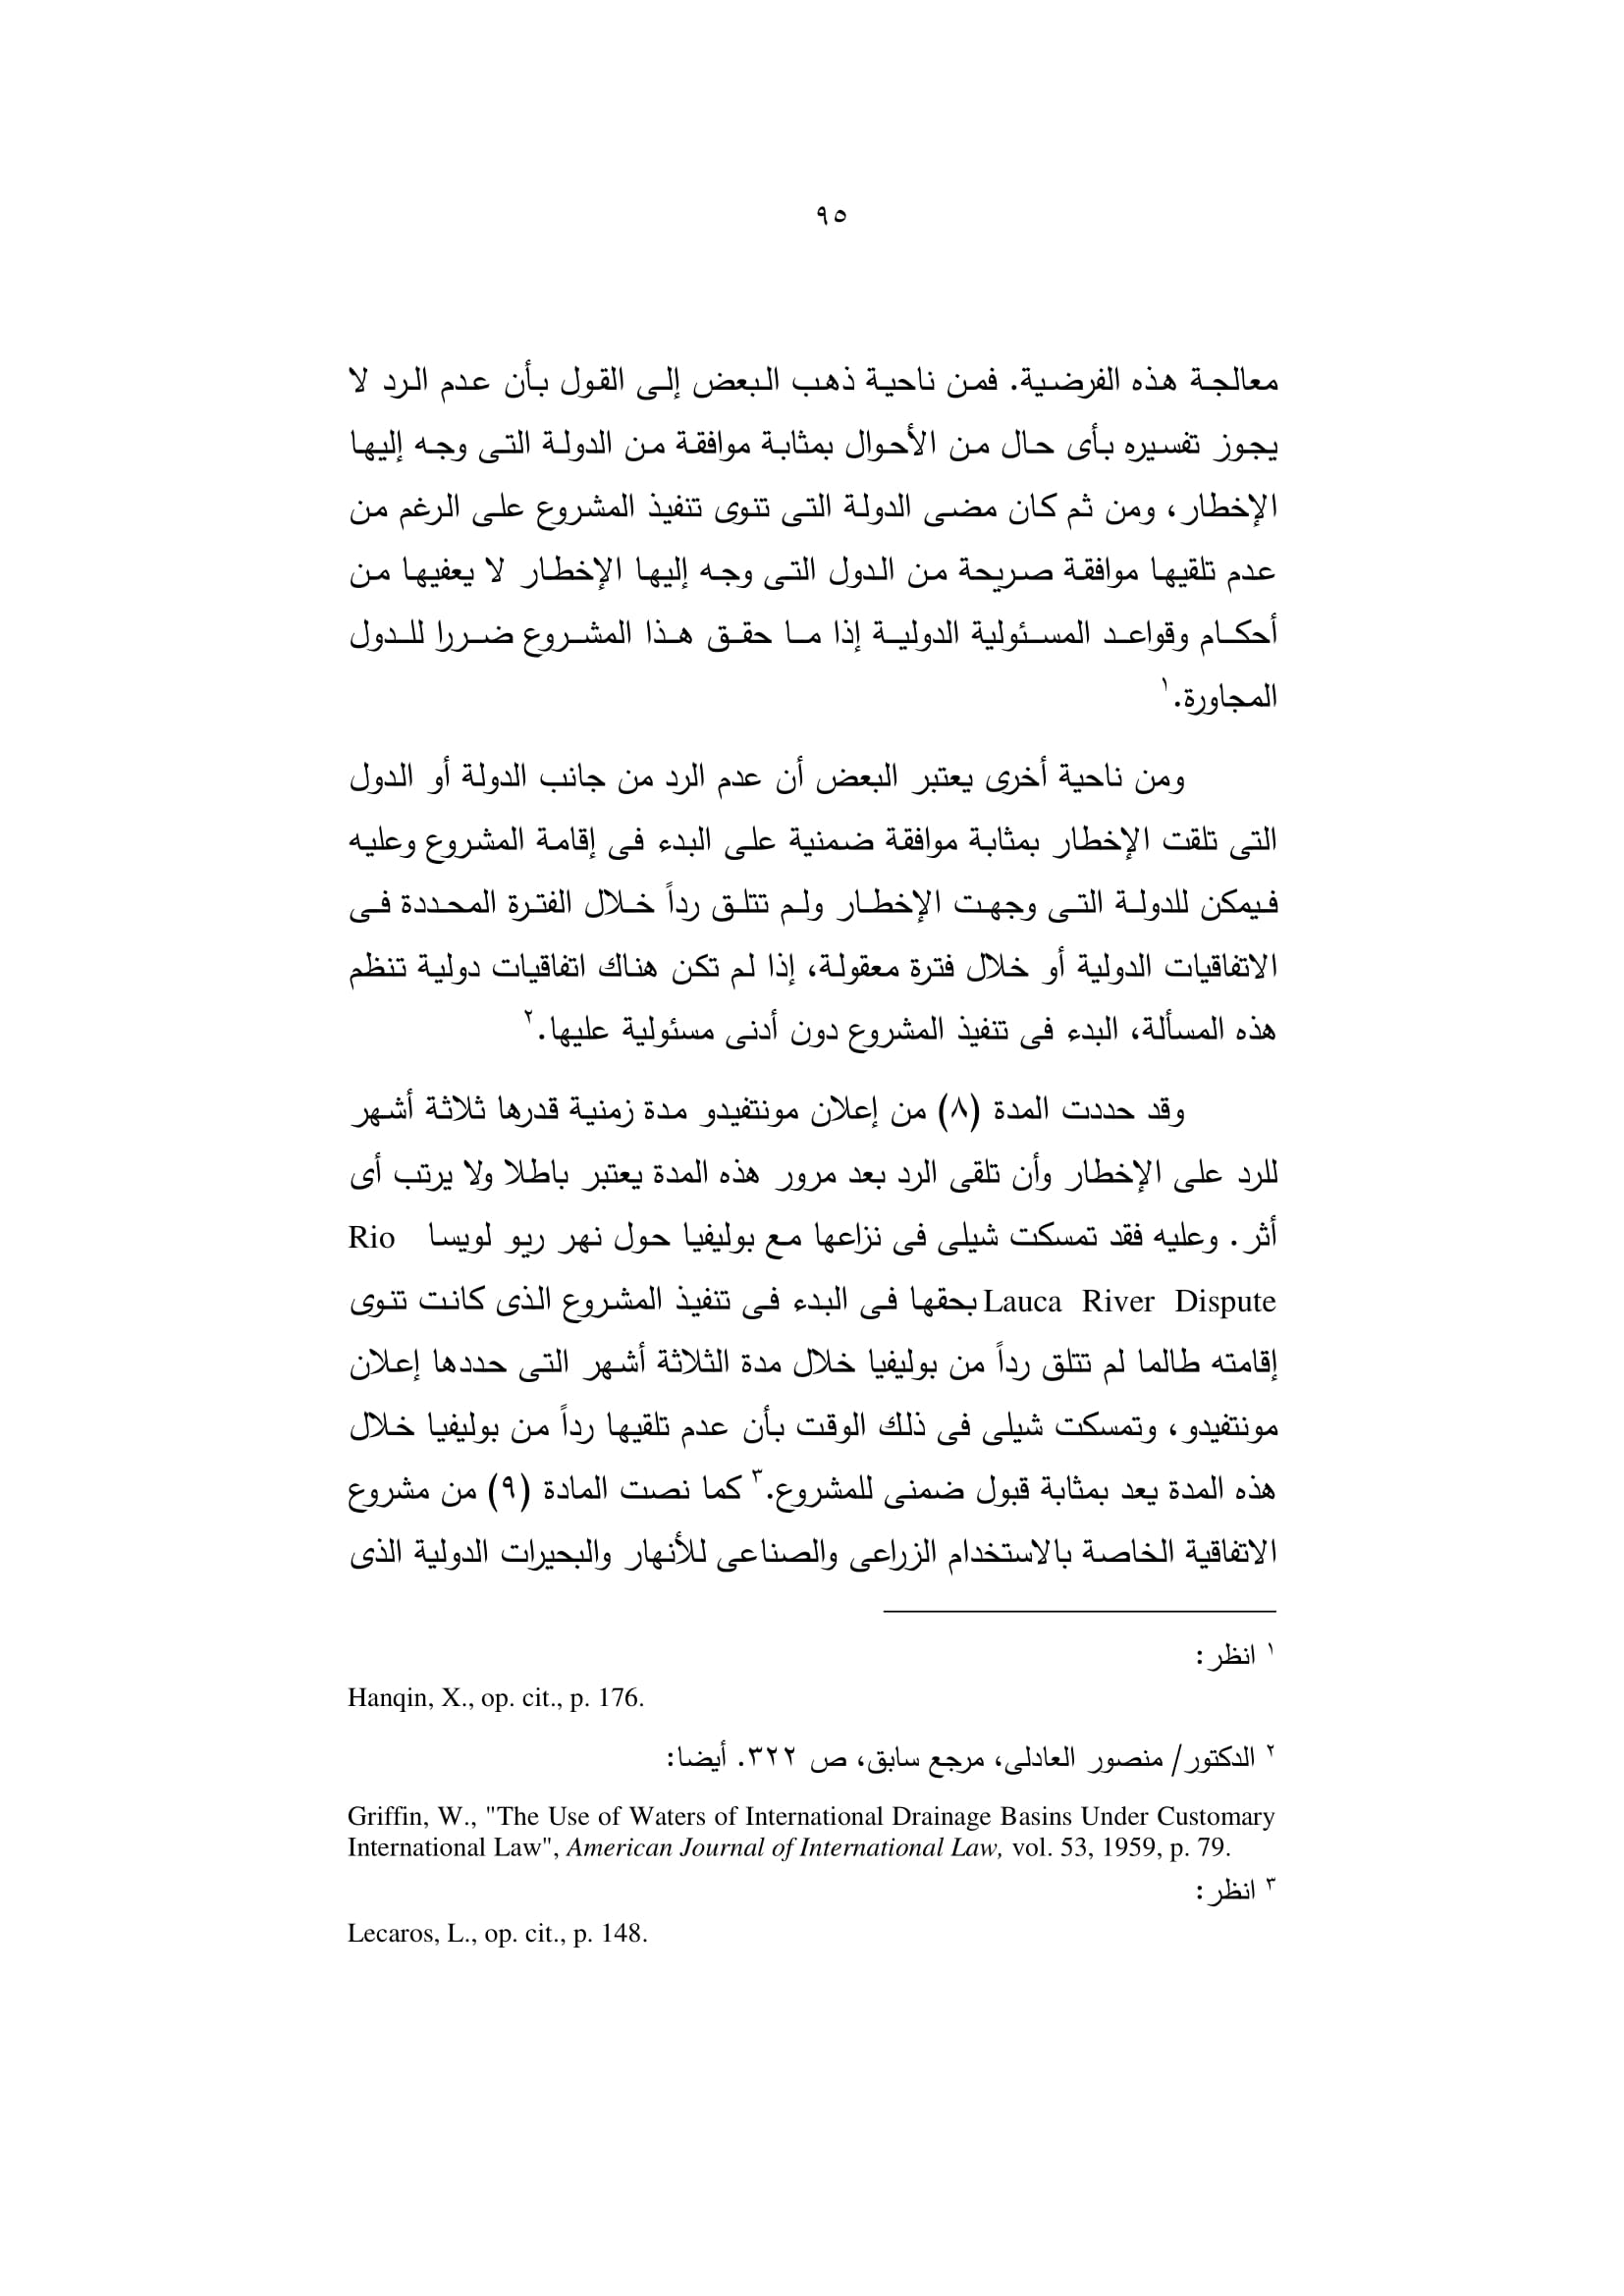 ٩٥
معالجة هذه الفرضية. فمن ناحية ذهب البعض إلى القول بأن عدم الرد لا
يجوز تفسيره بأى حال من الأحوال بمثابة موافقة من الدولة التى وجه إليها
الإخطار، ومن ثم كان مضى الدولة التى تنوى تنفيذ المشروع على الرغم من
عدم تلقيها موافقة صريحة من الدول التى وجه إليها الإخطار لا يعفيها من
أحكام وقواعد المسئولية الدولية إذا ما حقق هذا المشروع ضررا للدول
المجاورة.١
ومن ناحية أخرى يعتبر البعض أن عدم الرد من جانب الدولة أو الدول
التى تلقت الإخطار بمثابة موافقة ضمنية على البدء فى إقامة المشروع وعليه
فيمكن للدولة التى وجهت الإخطار ولم تتلق رداً خلال الفترة المحددة فى
الاتفاقيات الدولية أو خلال فترة معقولة، إذا لم تكن هناك اتفاقيات دولية تنظم
هذه المسألة، البدء فى تنفيذ المشروع دون أدنى مسئولية عليها.٢
وقد حددت المدة (٨) من إعلان مونتفيدو مدة زمنية قدرها ثلاثة أشهر
للرد على الإخطار وأن تلقى الرد بعد مرور هذه المدة يعتبر باطلا ولا يرتب أى
أثر. وعليه فقد تمسكت شيلى فى نزاعها مع بوليفيا حول نهر ريو لويسا Rio
Lauca River Dispute بحقها فى البدء فى تنفيذ المشروع الذى كانت تنوى
إقامته طالما لم تتلق رداً من بوليفيا خلال مدة الثلاثة أشهر التى حددها إعلان
مونتفيدو، وتمسكت شيلى فى ذلك الوقت بأن عدم تلقيها رداً من بوليفيا خلال
هذه المدة يعد بمثابة قبول ضمنى للمشروع.٣ كما نصت المادة (٩) من مشروع
الاتفاقية الخاصة بالاستخدام الزراعى والصناعى للأنهار والبحيرات الدولية الذى
١ انظر:
Hanqin, X., op. cit., p. 176.
٢ الدكتور/ منصور العادلى، مرجع سابق، ص ٣٢٢. أيضا:
Griffin, W., "The Use of Waters of International Drainage Basins Under Customary
International Law", American Journal of International Law, vol. 53, 1959, p. 79.
٣ انظر:
Lecaros, L., op. cit., p. 148.